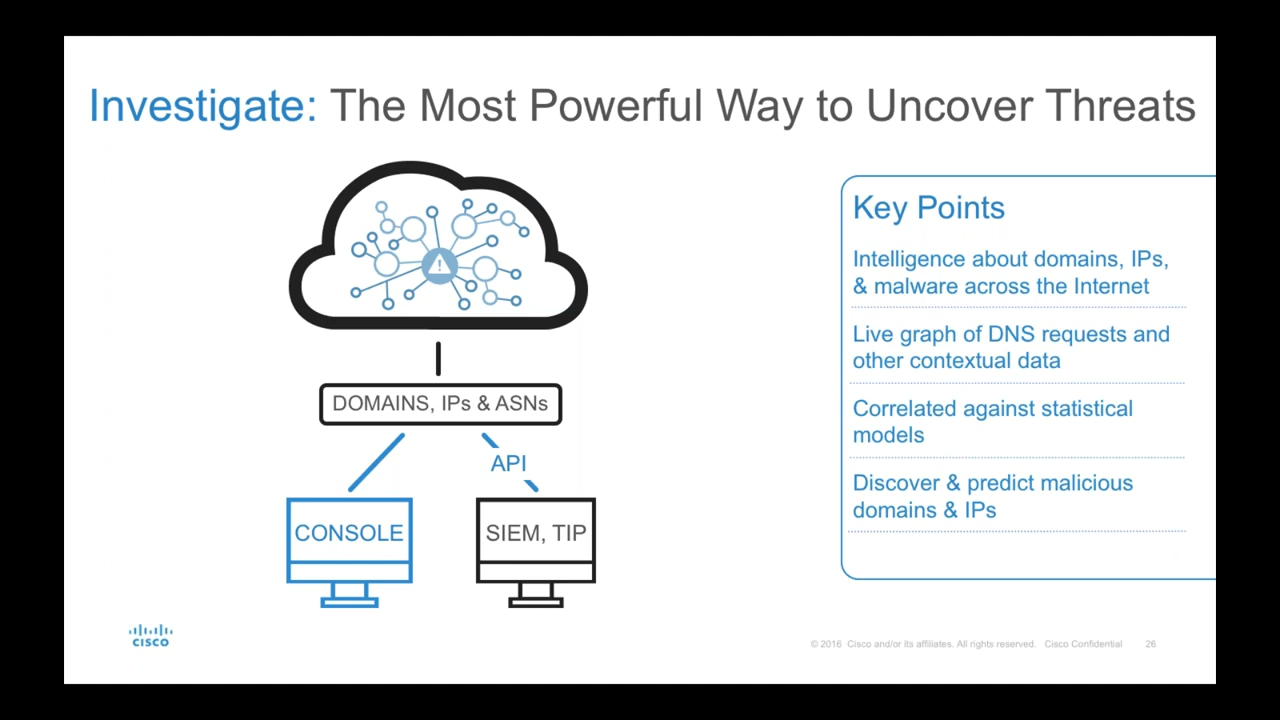 Investigate: The Most Powerful Way to Uncover Threats
DOMAINS, IPs & ASNs
API
CONSOLE
SIEM, TIP
Key Points
Intelligence about domains, IPs,
& malware across the Internet
Live graph of DNS requests and
other contextual data
Correlated against statistical
models
Discover & predict malicious
domains & IPs
CISCO
© 2016 Cisco and/or its affiliates. All rights reserved. Cisco Confidential 26